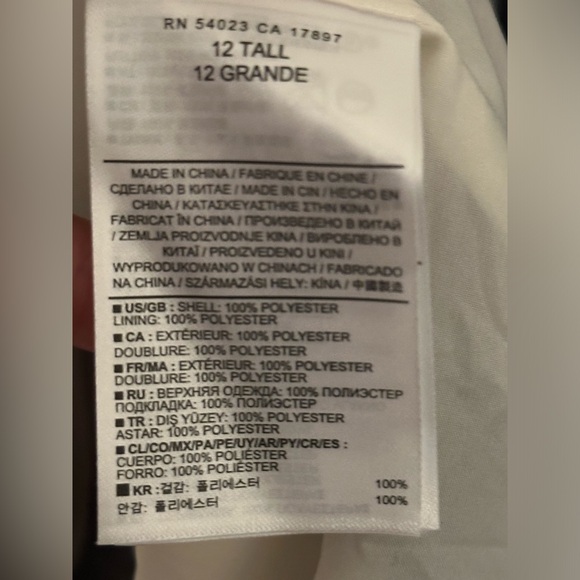 RN 54023 CA 17897
12 TALL
12 GRANDE
MADE IN CHINA / FABRIQUE EN CHINE /
СДЕЛАНО В КИТАЕ / MADE IN CIN / HECHO EN
CHINA / ΚΑΤΑΣΚΕΥΑΣΤΗΚΕ ΣΤΗΝ ΚΙΝΑ /
FABRICAT ÎN CHINA / ПРОИЗВЕДЕНО В КИТАЙ
/ ZEMLJA PROIZVODNJE KINA / ВИРОБЛЕНО В
КИТАЇ / PROIZVEDENO U KINI /
WYPRODUKOWANO W CHINACH / FABRICADO
NA CHINA / SZÁRMAZÁSI HELY: KÍNA / 中國製造
■ US/GB : SHELL: 100% POLYESTER
LINING: 100% POLYESTER
■ CA : EXTÉRIEUR: 100% POLYESTER
DOUBLURE: 100% POLYESTER
■ FR/MA : EXTÉRIEUR: 100% POLYESTER
DOUBLURE: 100% POLYESTER
■ RU : ВЕРХНЯЯ ОДЕЖДА: 100% ПОЛИЭСТЕР
ПОДКЛАДКА: 100% ПОЛИЭСТЕР
■ TR : DIŞ YÜZEY: 100% POLYESTER
ASTAR: 100% POLYESTER
■ CL/CO/MX/PA/PE/UY/AR/PY/CR/ES :
CUERPO: 100% POLIÉSTER
FORRO: 100% POLIÉSTER
■ KR : 겉감: 폴리에스터 100%
안감: 폴리에스터 100%